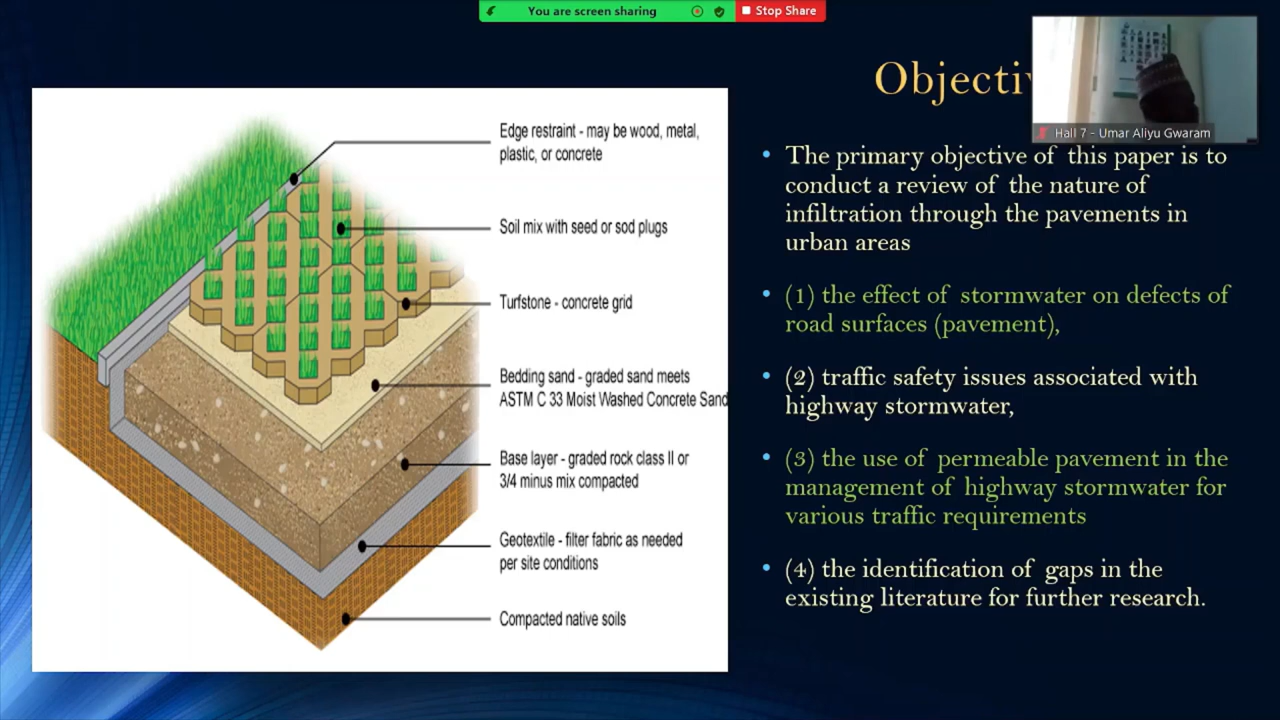 You are screen sharing
Stop Share
Objecti
Hall 7 - Umar Aliyu Gwaram
Edge restraint - may be wood, metal,
plastic, or concrete
Soil mix with seed or sod plugs
Turfstone - concrete grid
Bedding sand - graded sand meets
ASTM C 33 Moist Washed Concrete Sand
Base layer - graded rock class II or
3/4 minus mix compacted
Geotextile - filter fabric as needed
per site conditions
Compacted native soils
• The primary objective of this paper is to
conduct a review of the nature of
infiltration through the pavements in
urban areas
• (1) the effect of stormwater on defects of
road surfaces (pavement),
• (2) traffic safety issues associated with
highway stormwater,
• (3) the use of permeable pavement in the
management of highway stormwater for
various traffic requirements
• (4) the identification of gaps in the
existing literature for further research.